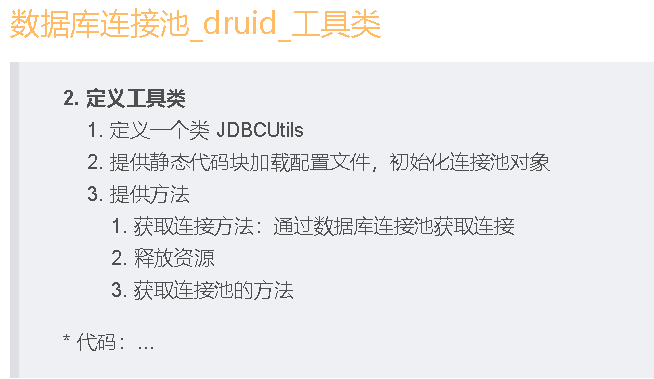 数据库连接池_druid_工具类
2. 定义工具类
1. 定义一个类 JDBCUtils
2. 提供静态代码块加载配置文件，初始化连接池对象
3. 提供方法
1. 获取连接方法：通过数据库连接池获取连接
2. 释放资源
3. 获取连接池的方法
* 代码：...